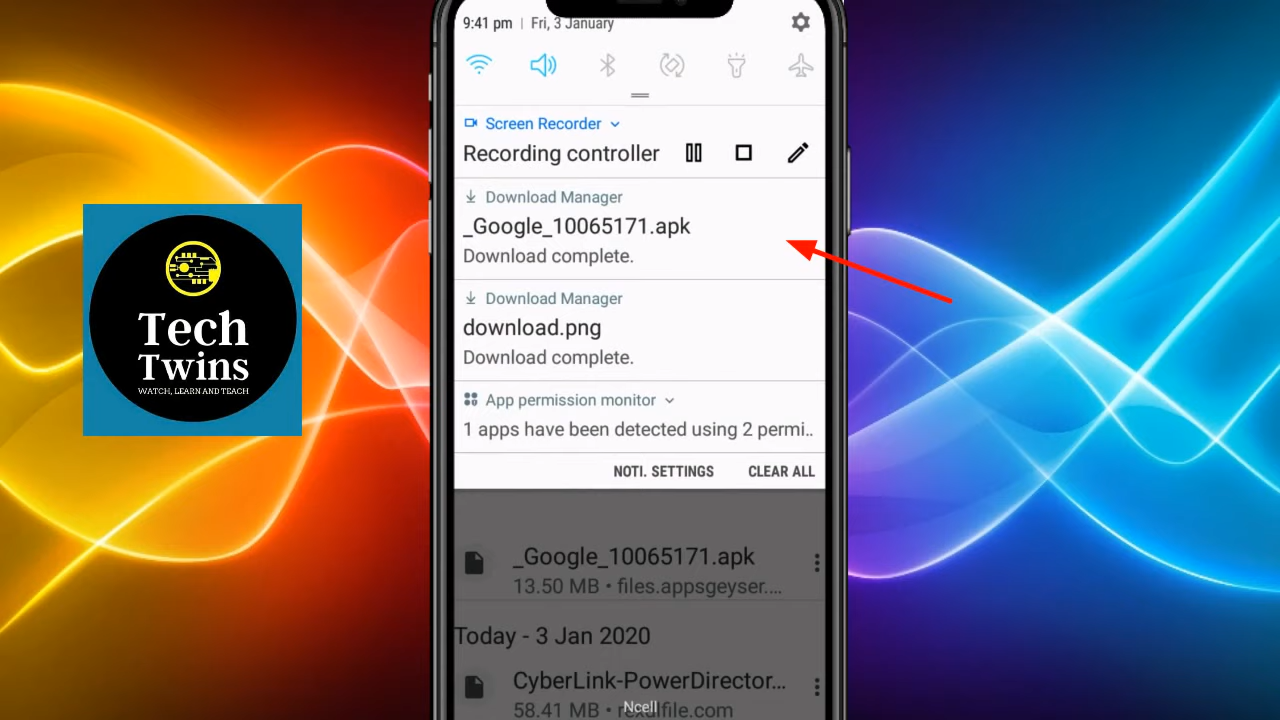 9:41 pm | Fri, 3 January
Screen Recorder
Recording controller
Download Manager
_Google_10065171.apk
Download complete.
Download Manager
download.png
Download complete.
App permission monitor
1 apps have been detected using 2 permi..
NOTI. SETTINGS CLEAR ALL
_Google_10065171.apk
13.50 MB • files.appsgeyser....
Today - 3 Jan 2020
CyberLink-PowerDirector...
58.41 MB • rexalfile.com
Ncell
Tech
Twins
WATCH, LEARN AND TEACH